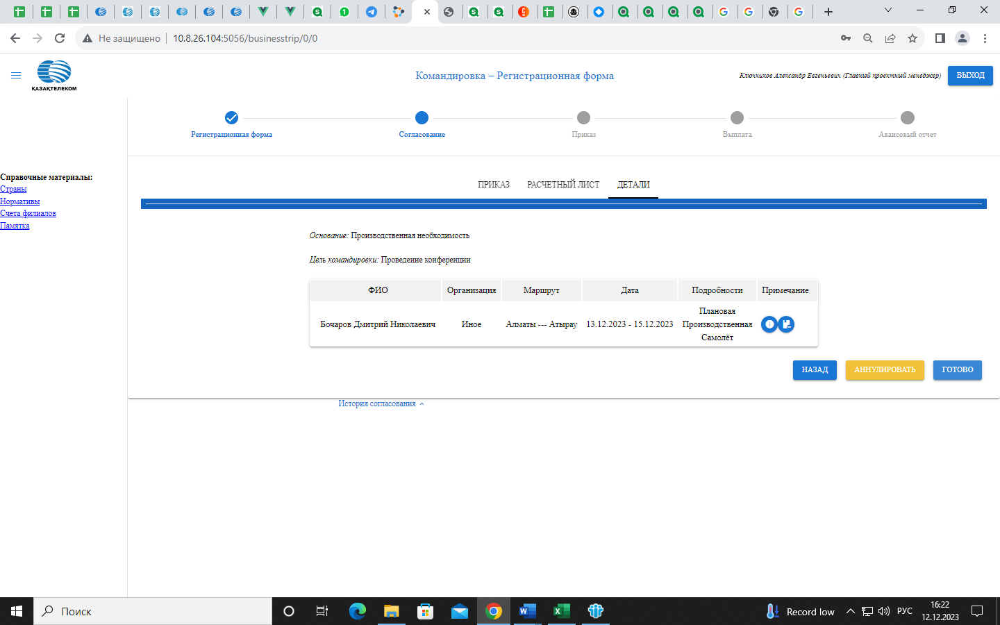 Не защищено
10.8.26.104:5056/businesstrip/0/0
ҚАЗАҚТЕЛЕКОМ
Командировка – Регистрационная форма
Ключников Александр Евгеньевич (Главный проектный менеджер)
ВЫХОД
Регистрационная форма
Согласование
Приказ
Выплата
Авансовый отчет
Справочные материалы:
Страны
Нормативы
Счета филиалов
Памятка
ПРИКАЗ
РАСЧЕТНЫЙ ЛИСТ
ДЕТАЛИ
Основание: Производственная необходимость
Цель командировки: Проведение конференции
ФИО
Организация
Маршрут
Дата
Подробности
Примечание
Бочаров Дмитрий Николаевич
Иное
Алматы --- Атырау
13.12.2023 - 15.12.2023
Плановая
Производственная
Самолёт
НАЗАД
АННУЛИРОВАТЬ
ГОТОВО
История согласования
Поиск
Record low
РУС
16:22
12.12.2023